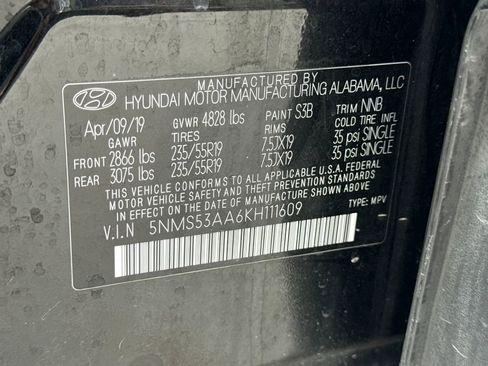 MANUFACTURED BY
HYUNDAI MOTOR MANUFACTURING ALABAMA, LLC
Apr/09/19 GVWR 4828 lbs PAINT S3B TRIM NNB
GAWR TIRES RIMS COLD TIRE INFL
FRONT 2866 lbs 235/55R19 7.5JX19 35 psi SINGLE
REAR 3075 lbs 235/55R19 7.5JX19 35 psi SINGLE
THIS VEHICLE CONFORMS TO ALL APPLICABLE U.S.A. FEDERAL
MOTOR VEHICLE SAFETY AND THEFT PREVENTION STANDARDS
IN EFFECT ON THE DATE OF MANUFACTURE SHOWN ABOVE.
V.I.N 5NMS53AA6KH111609 TYPE: MPV